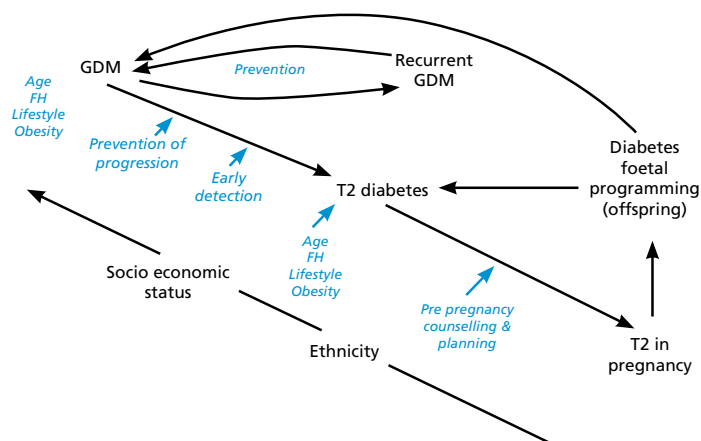 GDM
Recurrent
GDM
Prevention
Age
FH
Lifestyle
Obesity
Prevention of
progression
Early
detection
T2 diabetes
Diabetes
foetal
programming
(offspring)
Age
FH
Lifestyle
Obesity
Socio economic
status
Pre pregnancy
counselling &
planning
Ethnicity
T2 in
pregnancy